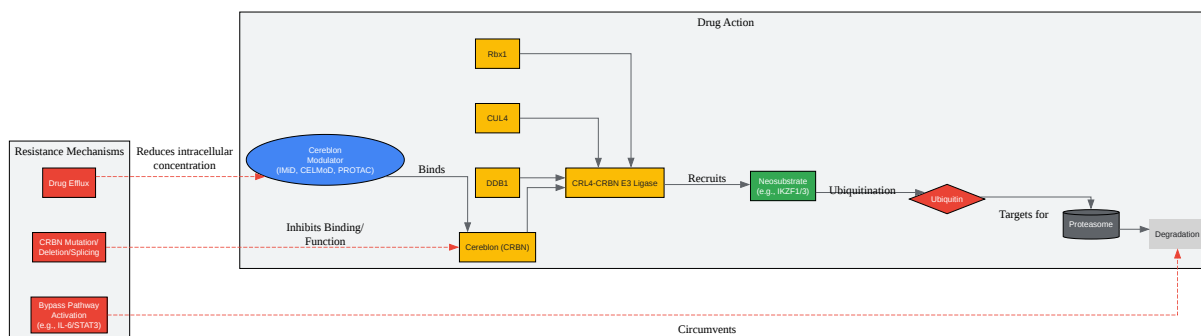 Drug Action
Rbx1
CUL4
Resistance Mechanisms
Reduces intracellular
concentration
Cereblon
Modulator
(IMiD, CELMoD, PROTAC)
Binds
Drug Efflux
DDB1
CRL4-CRBN E3 Ligase
Recruits
Neosubstrate
(e.g., IKZF1/3)
Ubiquitination
Ubiquitin
Targets for
Proteasome
Degradation
CRBN Mutation/
Deletion/Splicing
Inhibits Binding/
Function
Cereblon (CRBN)
Bypass Pathway
Activation
(e.g., IL-6/STAT3)
Circumvents